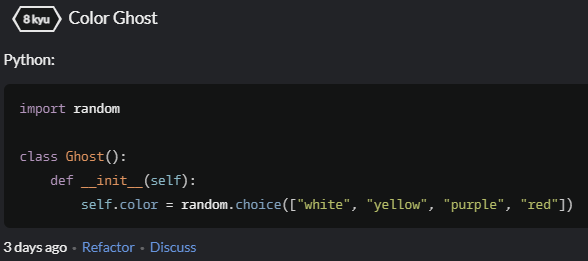 8 kyu Color Ghost
Python:
import random
class Ghost():
    def __init__(self):
        self.color = random.choice(["white", "yellow", "purple", "red"])
3 days ago • Refactor • Discuss